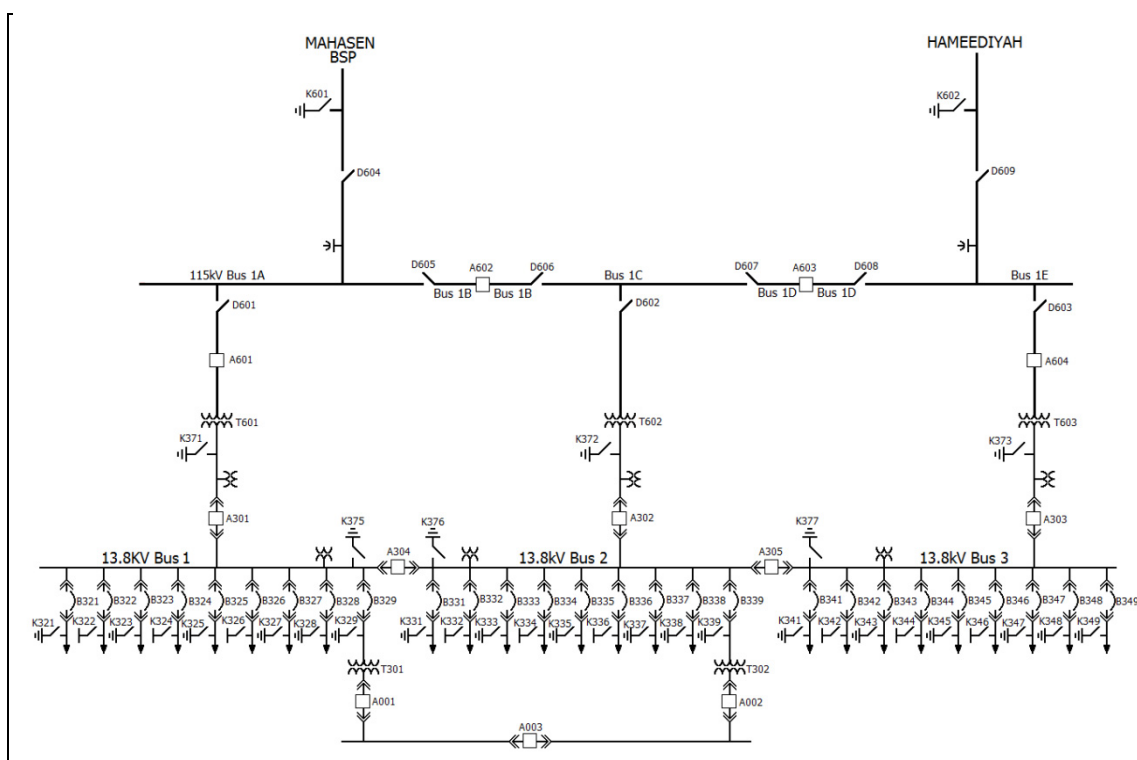 MAHASEN
BSP
HAMEEDIYAH
K601
K602
D604
D609
115kV Bus 1A
D605
A602
D606
Bus 1B
Bus 1B
Bus 1C
D607
A603
D608
Bus 1D
Bus 1D
Bus 1E
D601
D602
D603
A601
A604
T601
T602
T603
K371
K372
K373
A301
A302
A303
K375
K376
K377
A304
A305
13.8KV Bus 1
13.8kV Bus 2
13.8kV Bus 3
B321
B322
B323
B324
B325
B326
B327
B328
B329
B331
B332
B333
B334
B335
B336
B337
B338
B339
B341
B342
B343
B344
B345
B346
B347
B348
B349
K321
K322
K323
K324
K325
K326
K327
K328
K329
K331
K332
K333
K334
K335
K336
K337
K338
K339
K341
K342
K343
K344
K345
K346
K347
K348
K349
T301
T302
A001
A002
A003